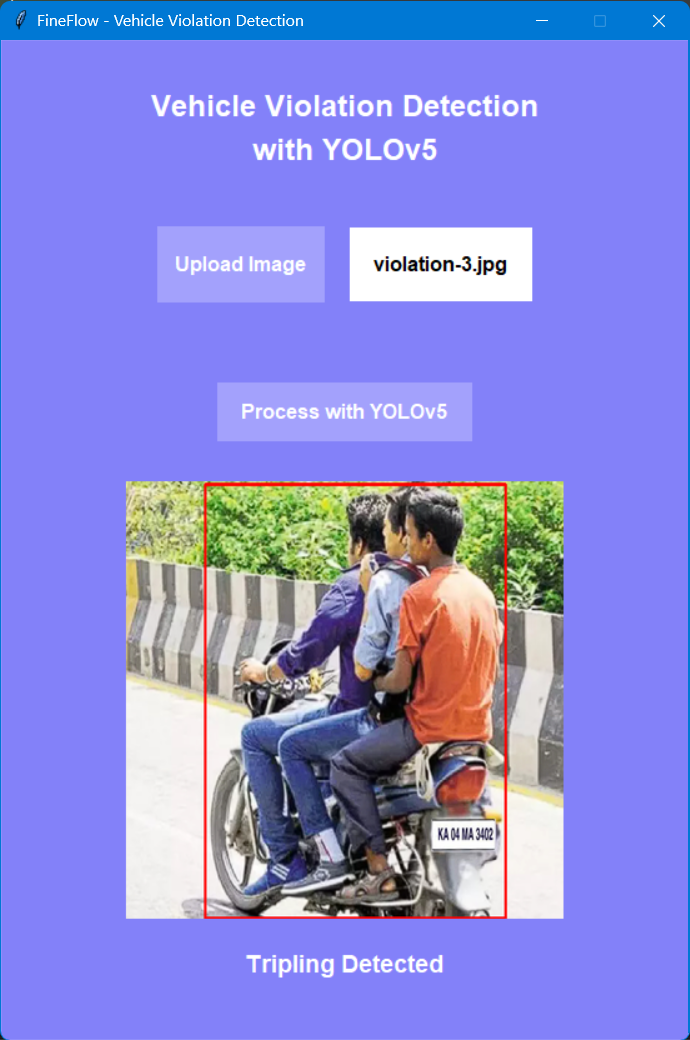 FineFlow - Vehicle Violation Detection
Vehicle Violation Detection
with YOLOv5
Upload Image
violation-3.jpg
Process with YOLOv5
KA 04 MA 3402
Tripling Detected